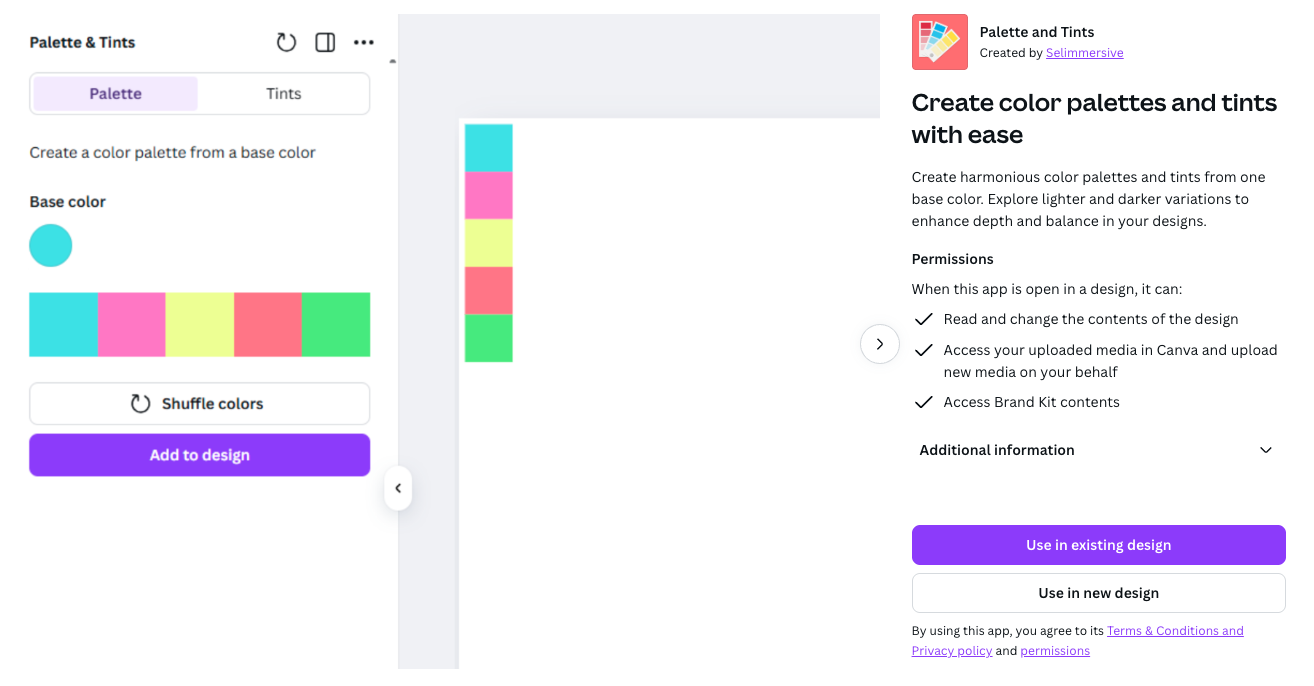 Palette & Tints
Palette
Tints
Create a color palette from a base color
Base color
Shuffle colors
Add to design
Palette and Tints
Created by Selimmersive
Create color palettes and tints
with ease
Create harmonious color palettes and tints from one
base color. Explore lighter and darker variations to
enhance depth and balance in your designs.
Permissions
When this app is open in a design, it can:
Read and change the contents of the design
Access your uploaded media in Canva and upload
new media on your behalf
Access Brand Kit contents
Additional information
Use in existing design
Use in new design
By using this app, you agree to its Terms & Conditions and
Privacy policy and permissions